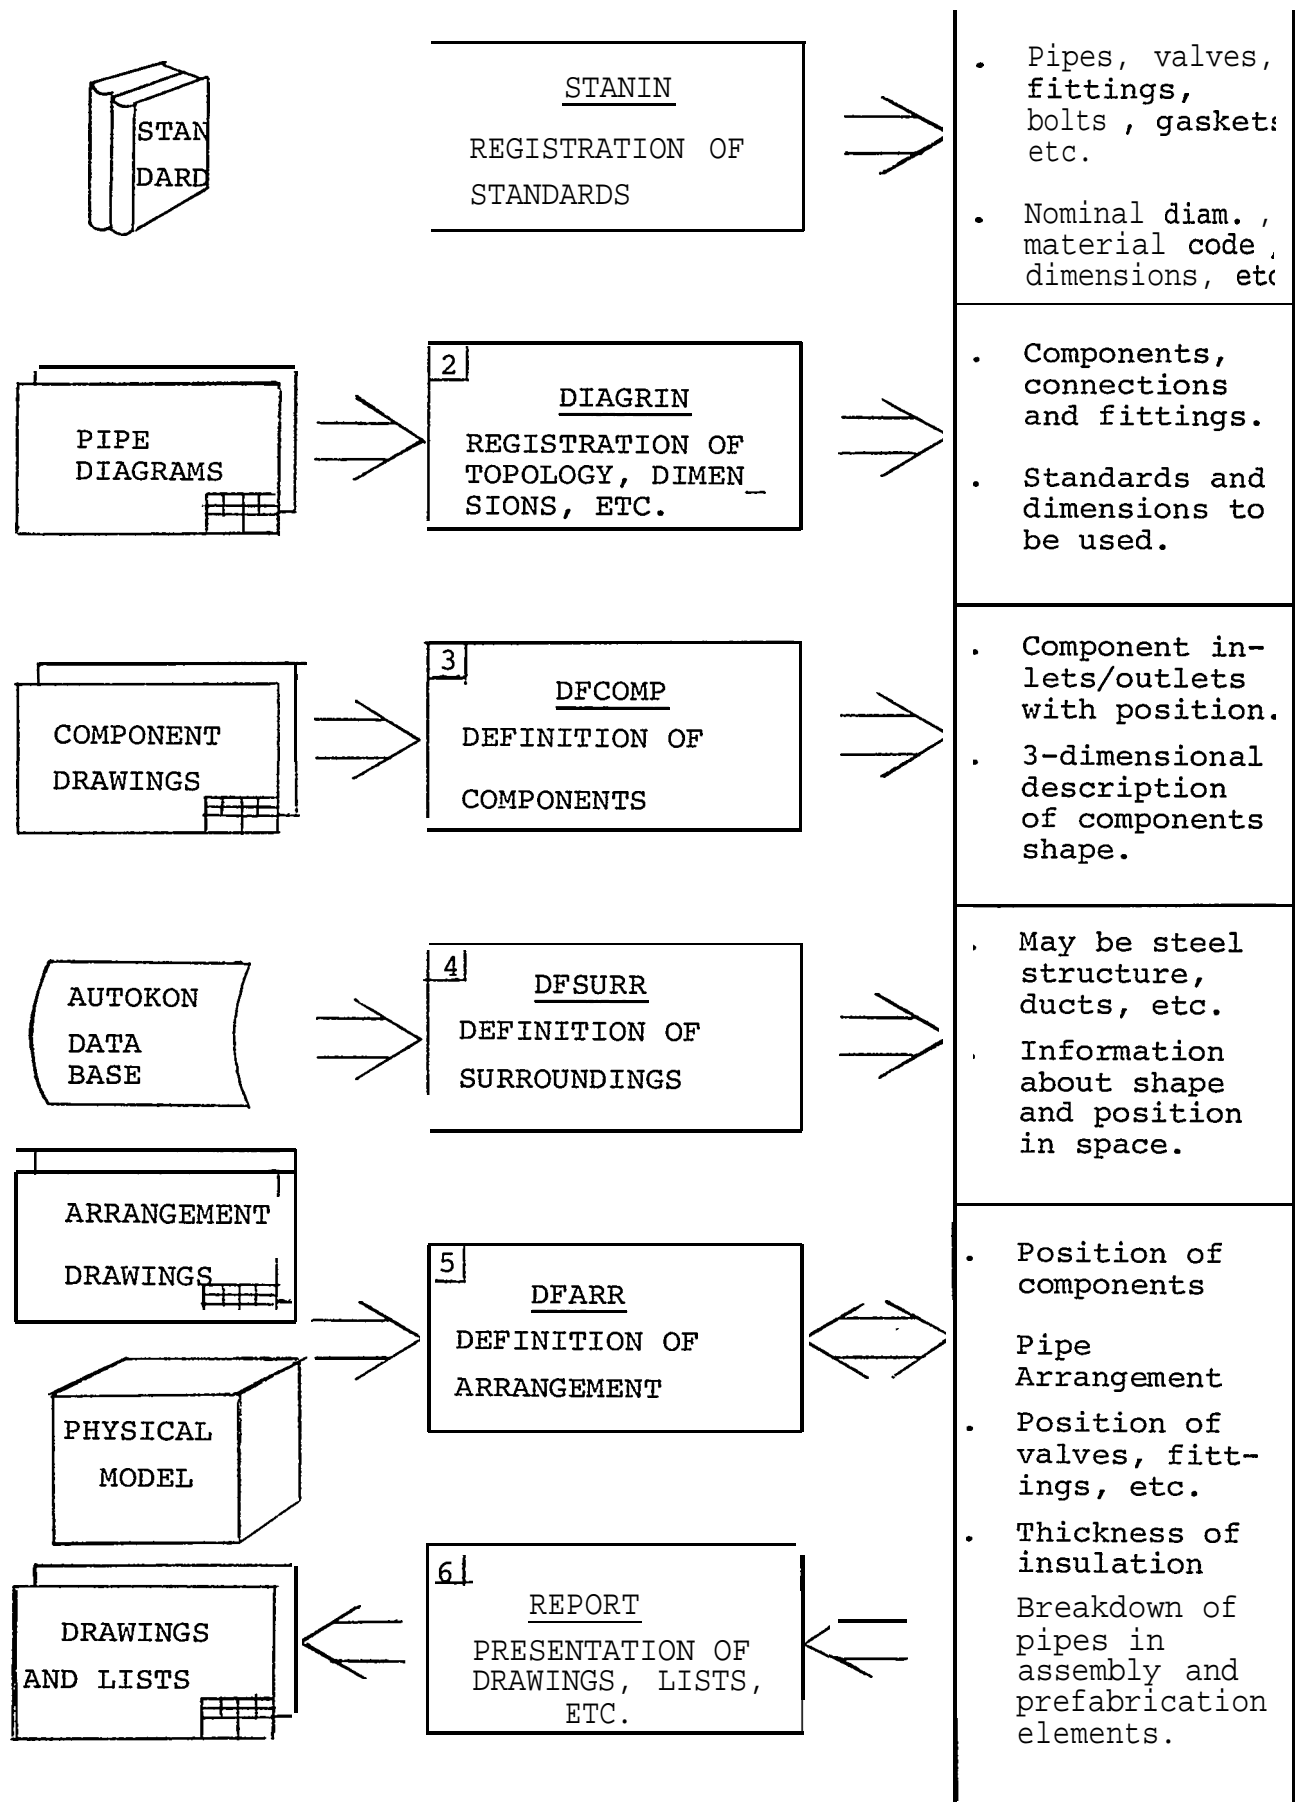 STAN
DARD
STANIN
REGISTRATION OF
STANDARDS
. Pipes, valves,
fittings,
bolts , gaskets
etc.
. Nominal diam. ,
material code ,
dimensions, etc
PIPE
DIAGRAMS
2
DIAGRIN
REGISTRATION OF
TOPOLOGY, DIMEN_
SIONS, ETC.
. Components,
connections
and fittings.
. Standards and
dimensions to
be used.
COMPONENT
DRAWINGS
3
DFCOMP
DEFINITION OF
COMPONENTS
. Component in-
lets/outlets
with position.
. 3-dimensional
description
of components
shape.
AUTOKON
DATA
BASE
4
DFSURR
DEFINITION OF
SURROUNDINGS
. May be steel
structure,
ducts, etc.
. Information
about shape
and position
in space.
ARRANGEMENT
DRAWINGS
PHYSICAL
MODEL
5
DFARR
DEFINITION OF
ARRANGEMENT
. Position of
components
Pipe
Arrangement
. Position of
valves, fitt-
ings, etc.
. Thickness of
insulation
Breakdown of
pipes in
assembly and
prefabrication
elements.
DRAWINGS
AND LISTS
6
REPORT
PRESENTATION OF
DRAWINGS, LISTS,
ETC.